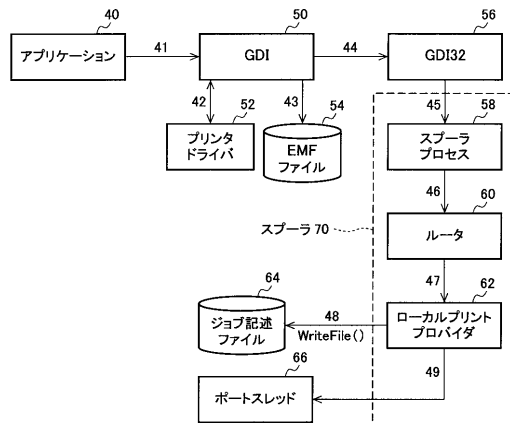 40
アプリケーション
41
50
GDI
44
56
GDI32
42
43
45
52
プリンタ
ドライバ
54
EMF
ファイル
58
スプーラ
プロセス
46
60
ルータ
スプーラ 70
47
64
ジョブ記述
ファイル
48
WriteFile()
62
ローカルプリント
プロバイダ
49
66
ポートスレッド